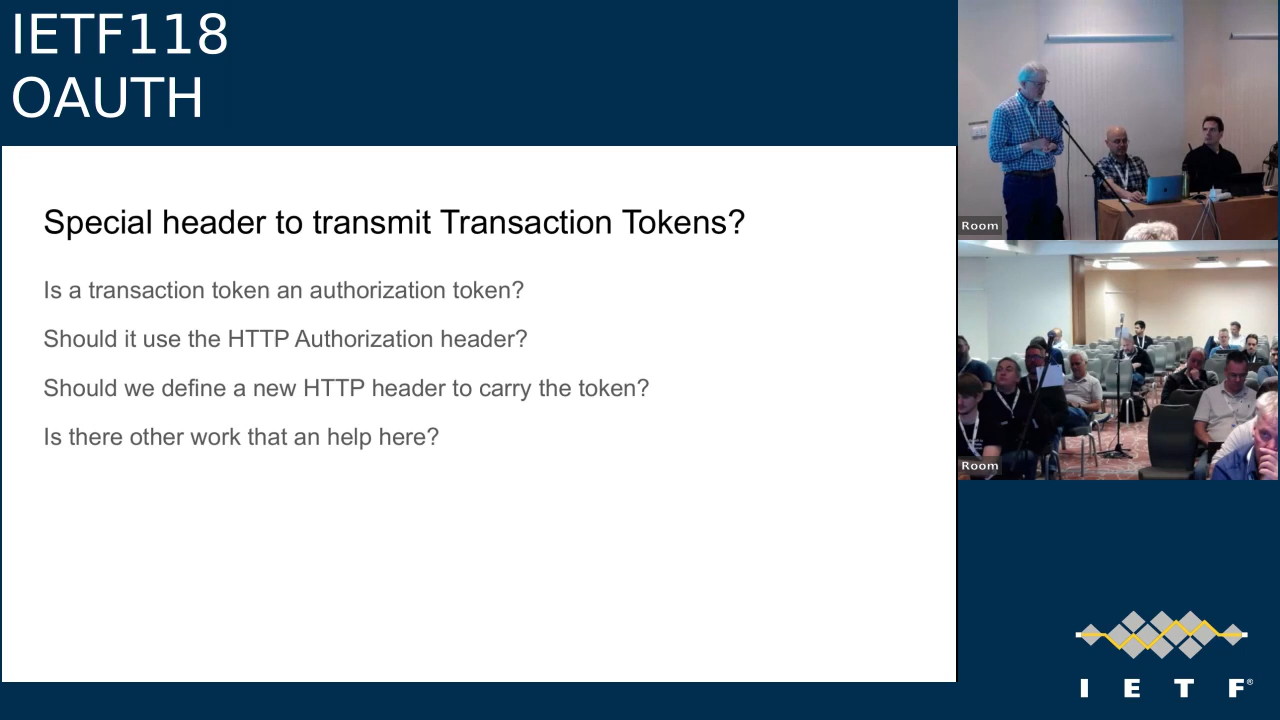 IETF118
OAUTH
Special header to transmit Transaction Tokens?
Is a transaction token an authorization token?
Should it use the HTTP Authorization header?
Should we define a new HTTP header to carry the token?
Is there other work that an help here?
Room
Room
I E T F®